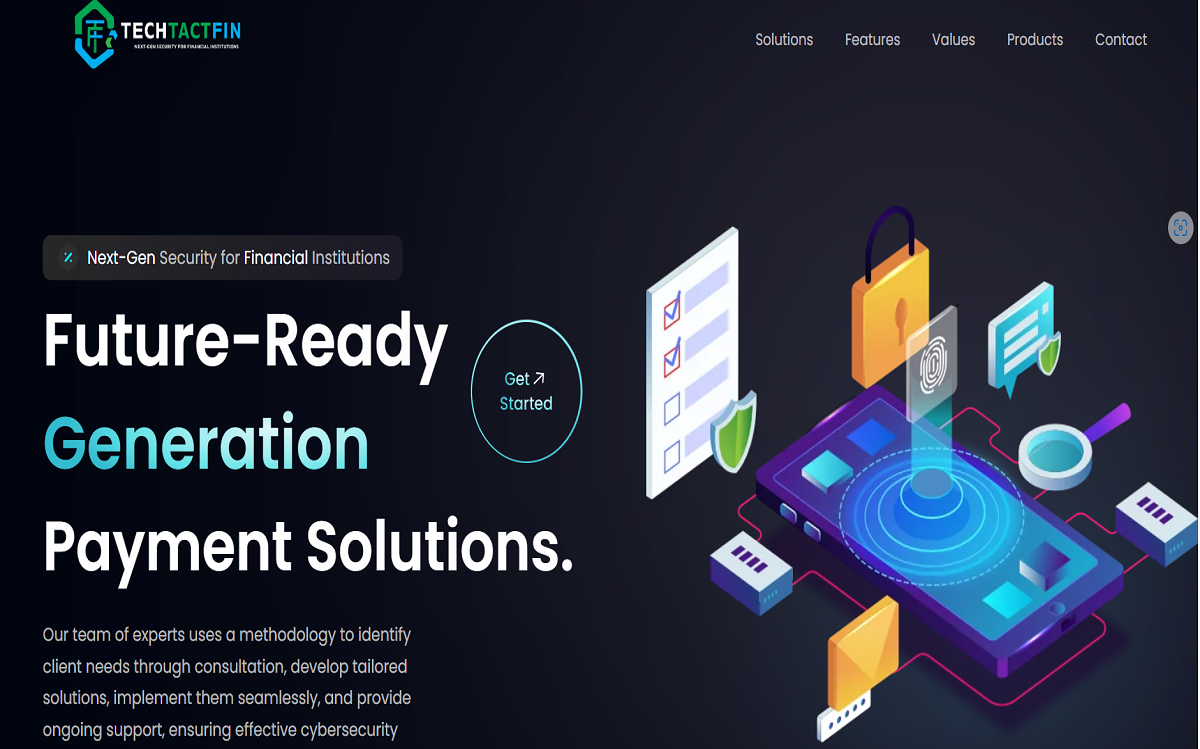 TECHTACTFIN
NEXT-GEN SECURITY FOR FINANCIAL INSTITUTIONS
Solutions Features Values Products Contact
Next-Gen Security for Financial Institutions
Future-Ready
Generation
Payment Solutions.
Get
Started
Our team of experts uses a methodology to identify
client needs through consultation, develop tailored
solutions, implement them seamlessly, and provide
ongoing support, ensuring effective cybersecurity